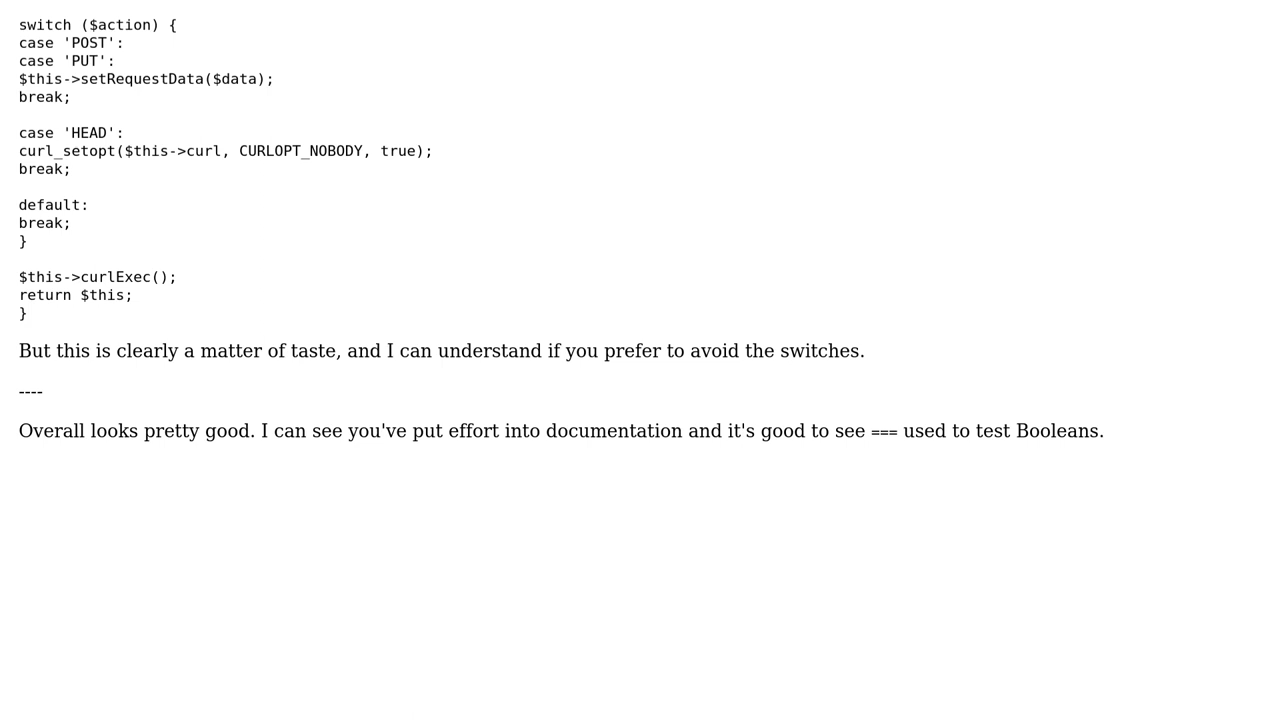 switch ($action) {
case 'POST':
case 'PUT':
$this->setRequestData($data);
break;

case 'HEAD':
curl_setopt($this->curl, CURLOPT_NOBODY, true);
break;

default:
break;
}

$this->curlExec();
return $this;
}

But this is clearly a matter of taste, and I can understand if you prefer to avoid the switches.

----

Overall looks pretty good. I can see you've put effort into documentation and it's good to see === used to test Booleans.